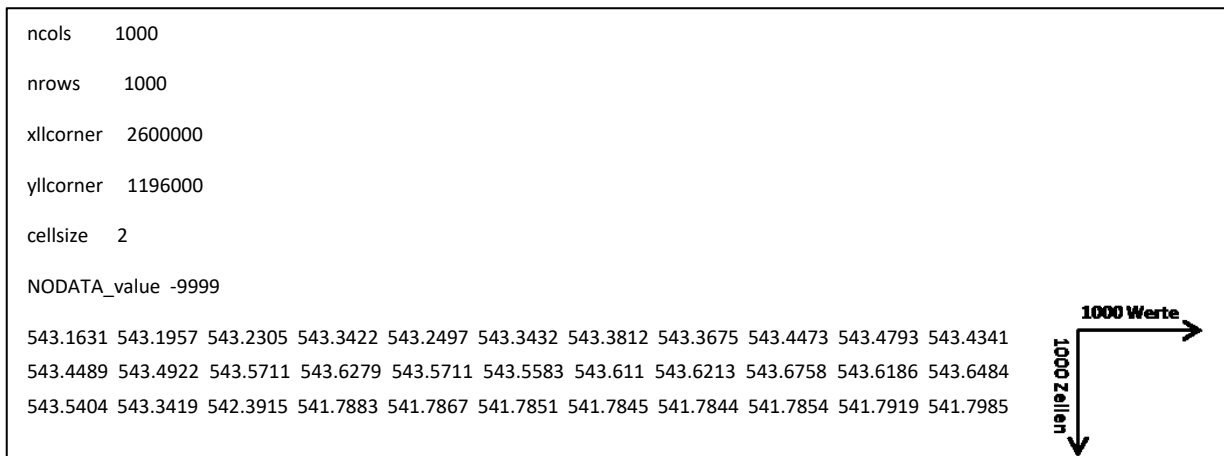 ncols 1000
nrows 1000
xllcorner 2600000
yllcorner 1196000
cellsize 2
NODATA_value -9999
543.1631 543.1957 543.2305 543.3422 543.2497 543.3432 543.3812 543.3675 543.4473 543.4793 543.4341
543.4489 543.4922 543.5711 543.6279 543.5711 543.5583 543.611 543.6213 543.6758 543.6186 543.6484
543.5404 543.3419 542.3915 541.7883 541.7867 541.7851 541.7845 541.7844 541.7854 541.7919 541.7985
1000 Werte
1000 Zellen